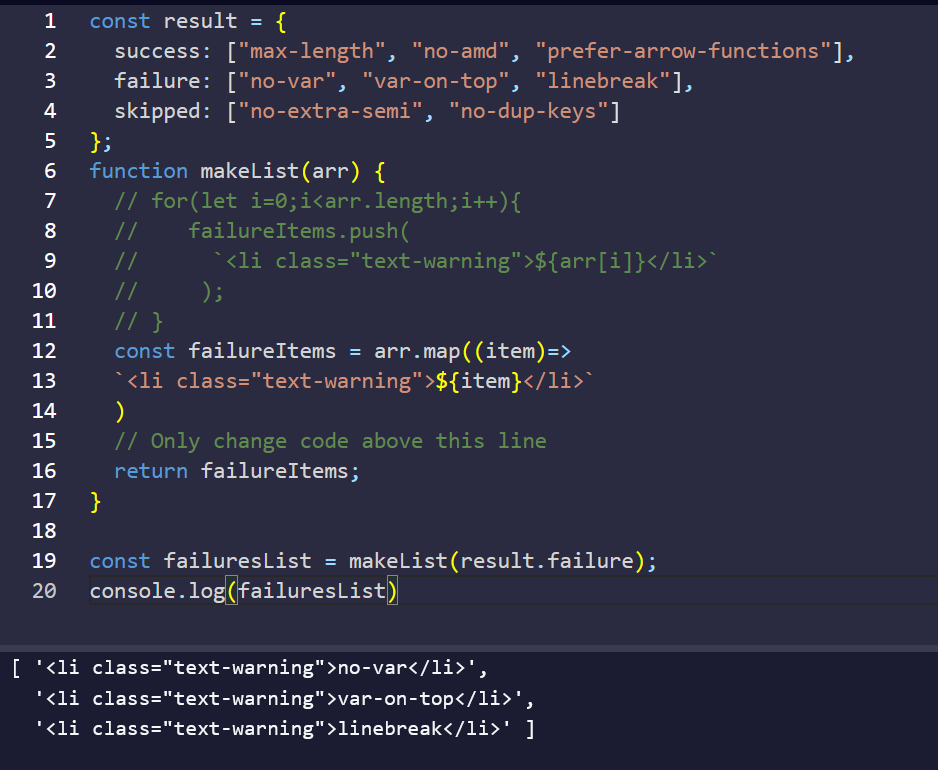 1 const result = {
2   success: ["max-length", "no-amd", "prefer-arrow-functions"],
3   failure: ["no-var", "var-on-top", "linebreak"],
4   skipped: ["no-extra-semi", "no-dup-keys"]
5 };
6 function makeList(arr) {
7   // for(let i=0;i<arr.length;i++){
8   //    failureItems.push(
9   //      `<li class="text-warning">${arr[i]}</li>`
10   //     );
11   // }
12   const failureItems = arr.map((item)=>
13   `<li class="text-warning">${item}</li>`
14   )
15   // Only change code above this line
16   return failureItems;
17 }
18
19 const failuresList = makeList(result.failure);
20 console.log(failuresList)
[ '<li class="text-warning">no-var</li>',
  '<li class="text-warning">var-on-top</li>',
  '<li class="text-warning">linebreak</li>' ]